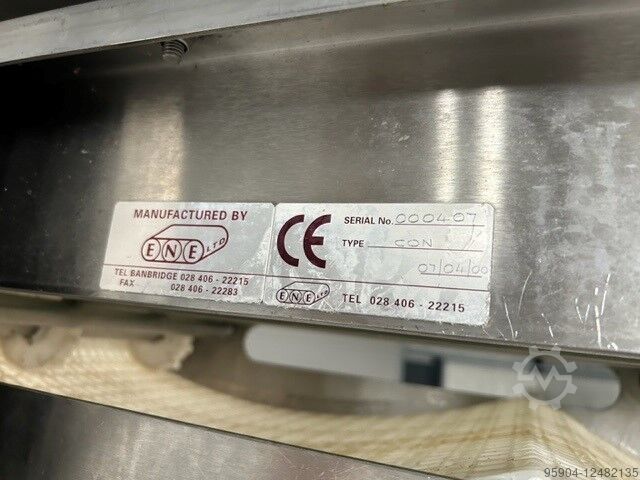 MANUFACTURED BY
ENE LTD
TEL BANBRIDGE 028 406 - 22215
FAX 028 406 - 22283
CE
SERIAL No. 000407
TYPE CON
07/04/00
ENE LTD TEL 028 406 - 22215
95904-12482135